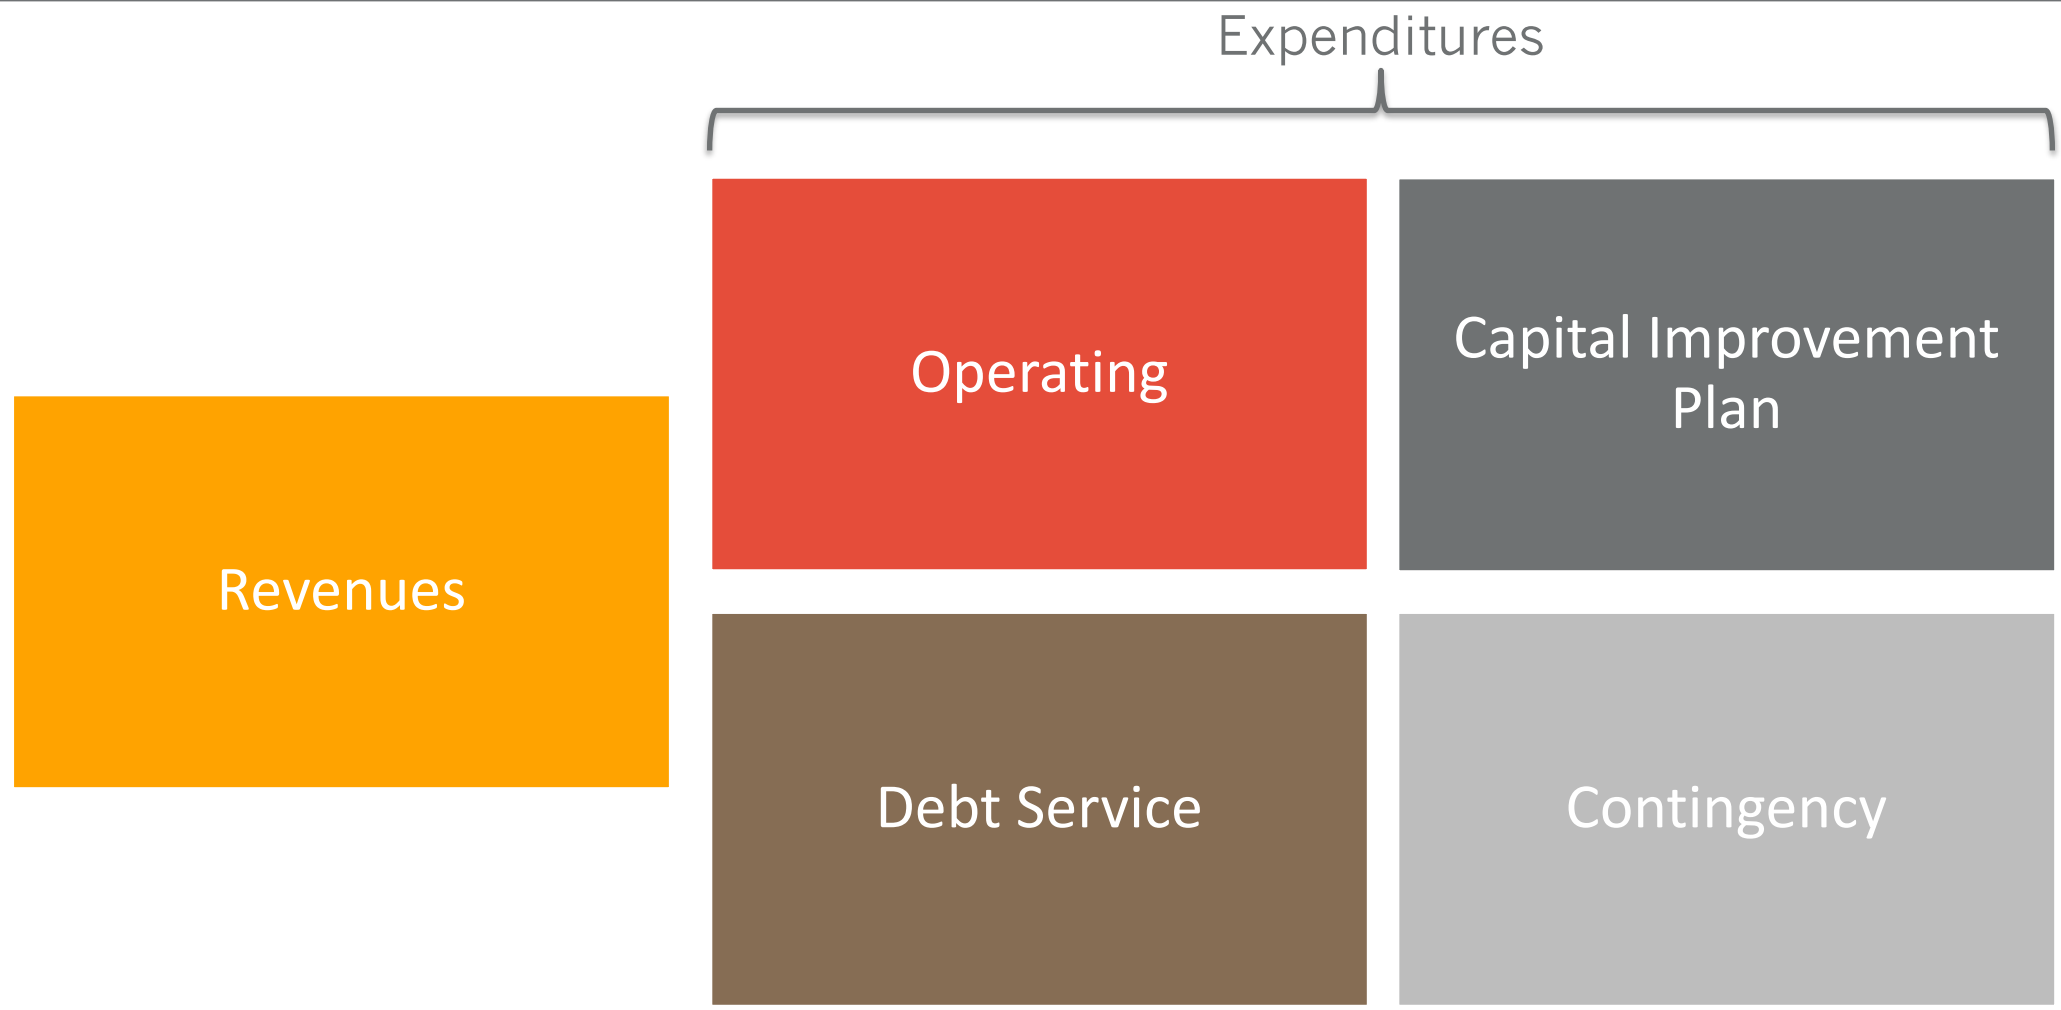 Expenditures
Operating
Capital Improvement
Plan
Revenues
Debt Service
Contingency